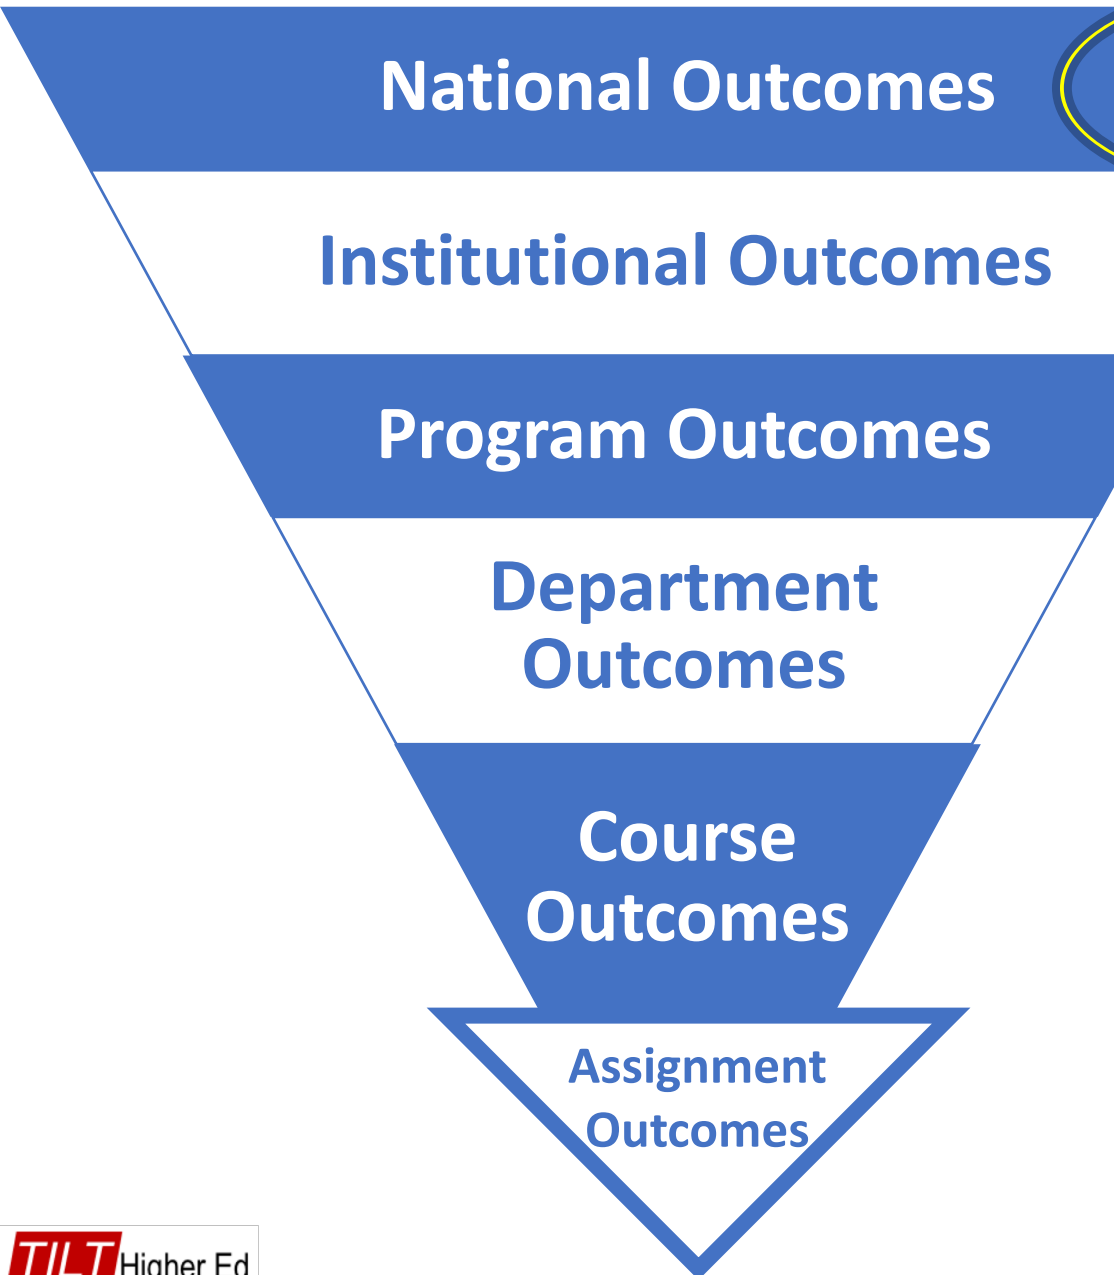 National Outcomes
Institutional Outcomes
Program Outcomes
Department
Outcomes
Course
Outcomes
Assignment
Outcomes
TILT Higher Ed